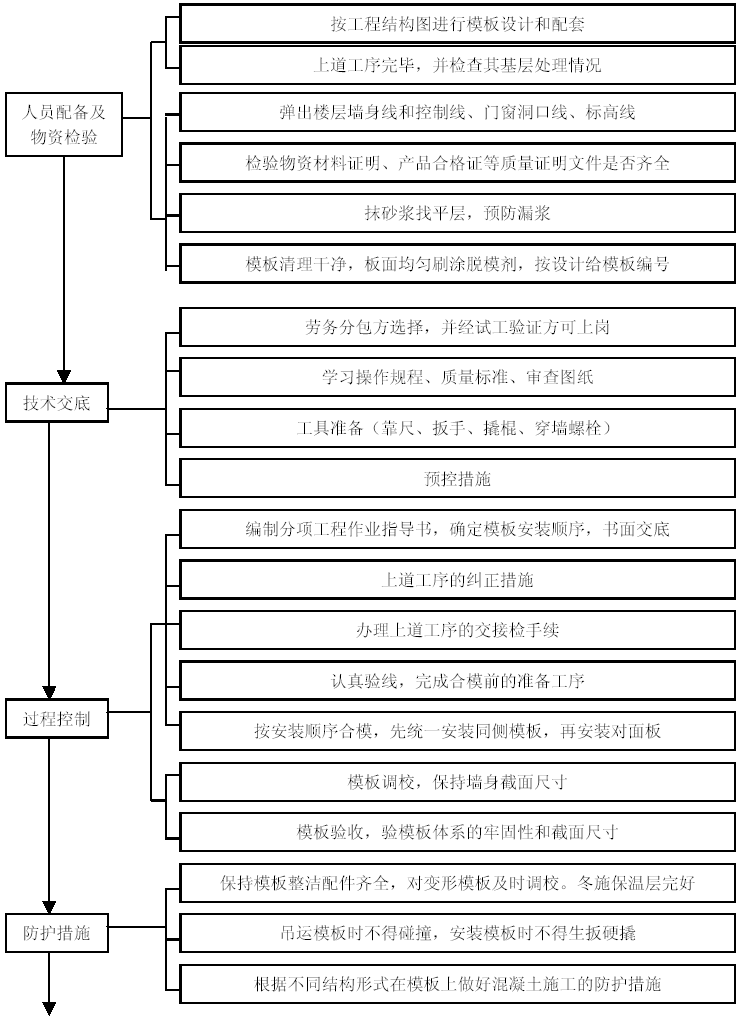 按工程结构图进行模板设计和配套
上道工序完毕，并检查其基层处理情况
人员配备及
物资检验
弹出楼层墙身线和控制线、门窗洞口线、标高线
检验物资材料证明、产品合格证等质量证明文件是否齐全
抹砂浆找平层，预防漏浆
模板清理干净，板面均匀刷涂脱模剂，按设计给模板编号
劳务分包方选择，并经试工验证方可上岗
学习操作规程、质量标准、审查图纸
技术交底
工具准备（靠尺、扳手、撬棍、穿墙螺栓）
预控措施
编制分项工程作业指导书，确定模板安装顺序，书面交底
上道工序的纠正措施
办理上道工序的交接检手续
认真验线，完成合模前的准备工序
过程控制
按安装顺序合模，先统一安装同侧模板，再安装对面板
模板调校，保持墙身截面尺寸
模板验收，验模板体系的牢固性和截面尺寸
保持模板整洁配件齐全，对变形模板及时调校。冬施保温层完好
防护措施
吊运模板时不得碰撞，安装模板时不得生扳硬撬
根据不同结构形式在模板上做好混凝土施工的防护措施